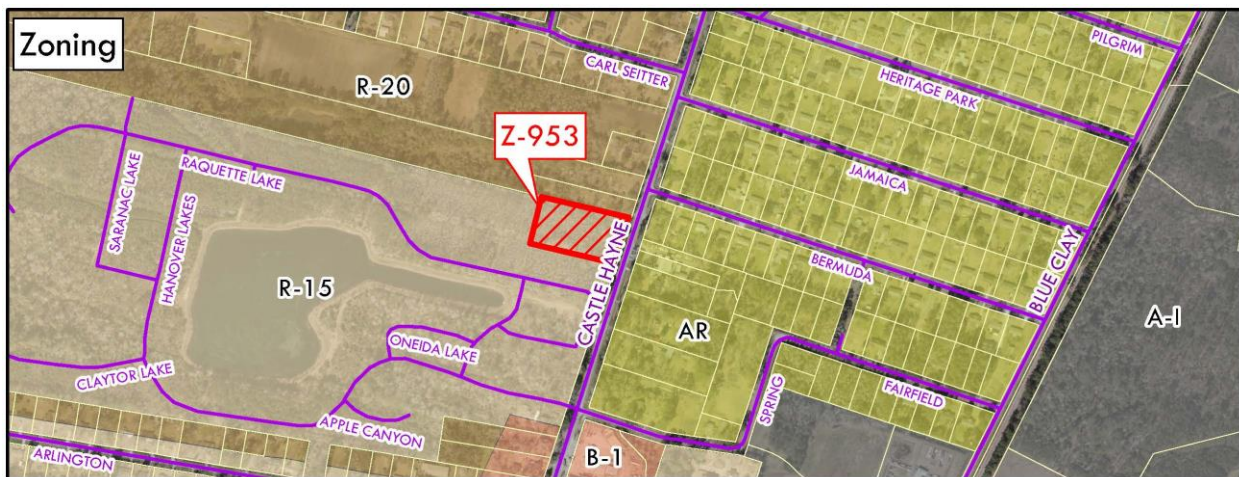 Zoning
PILGRIM
CARL SEITTER
HERITAGE PARK
R-20
Z-953
SARANAC LAKE
RAQUETTE LAKE
JAMAICA
HANOVER LAKES
CASTLE HAYNE
BERMUDA
BLUE CLAY
R-15
AR
A-I
ONEIDA LAKE
CLAYTOR LAKE
SPRING
FAIRFIELD
APPLE CANYON
B-1
ARLINGTON